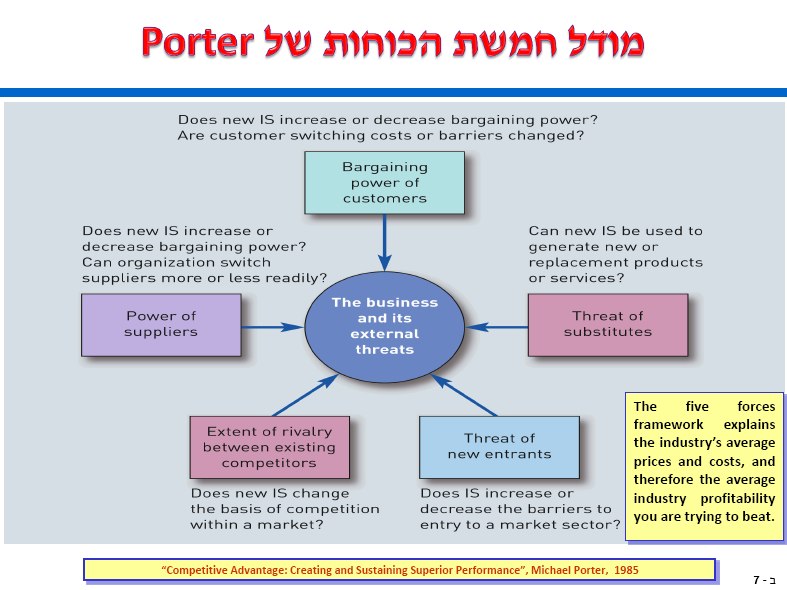 מודל חמשת הכוחות של Porter
Does new IS increase or decrease bargaining power?
Are customer switching costs or barriers changed?
Bargaining
power of
customers
Does new IS increase or
decrease bargaining power?
Can organization switch
suppliers more or less readily?
Can new IS be used to
generate new or
replacement products
or services?
Power of
suppliers
The business
and its
external
threats
Threat of
substitutes
Extent of rivalry
between existing
competitors
Threat of
new entrants
Does new IS change
the basis of competition
within a market?
Does IS increase or
decrease the barriers to
entry to a market sector?
The five forces
framework explains
the industry’s average
prices and costs, and
therefore the average
industry profitability
you are trying to beat.
“Competitive Advantage: Creating and Sustaining Superior Performance”, Michael Porter, 1985
ב - 7